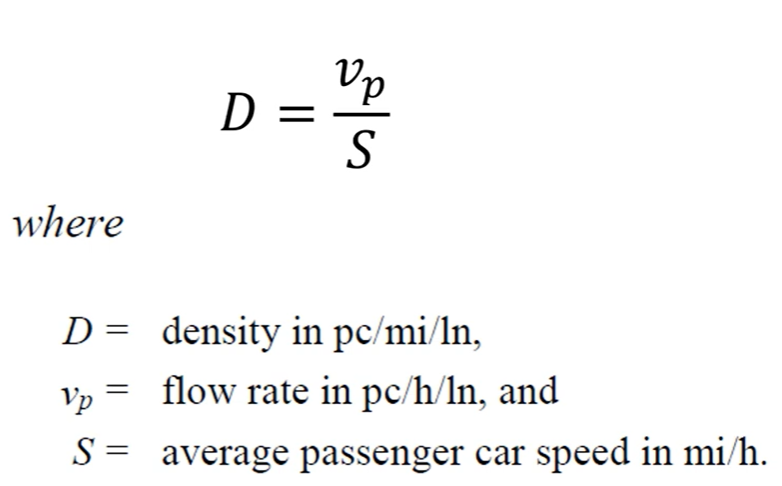 D = v_p / S
where
D = density in pc/mi/ln,
v_p = flow rate in pc/h/ln, and
S = average passenger car speed in mi/h.